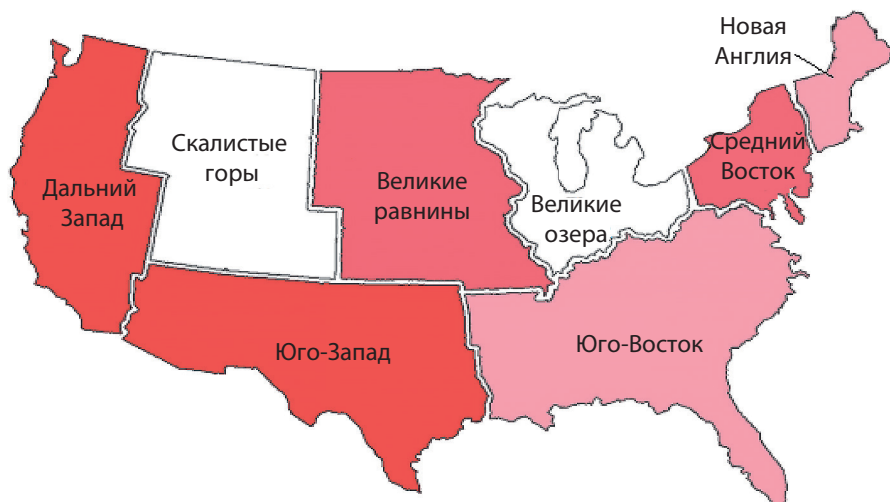 Новая
Англия
Скалистые
горы
Средний
Восток
Дальний
Запад
Великие
равнины
Великие
озера
Юго-Запад
Юго-Восток